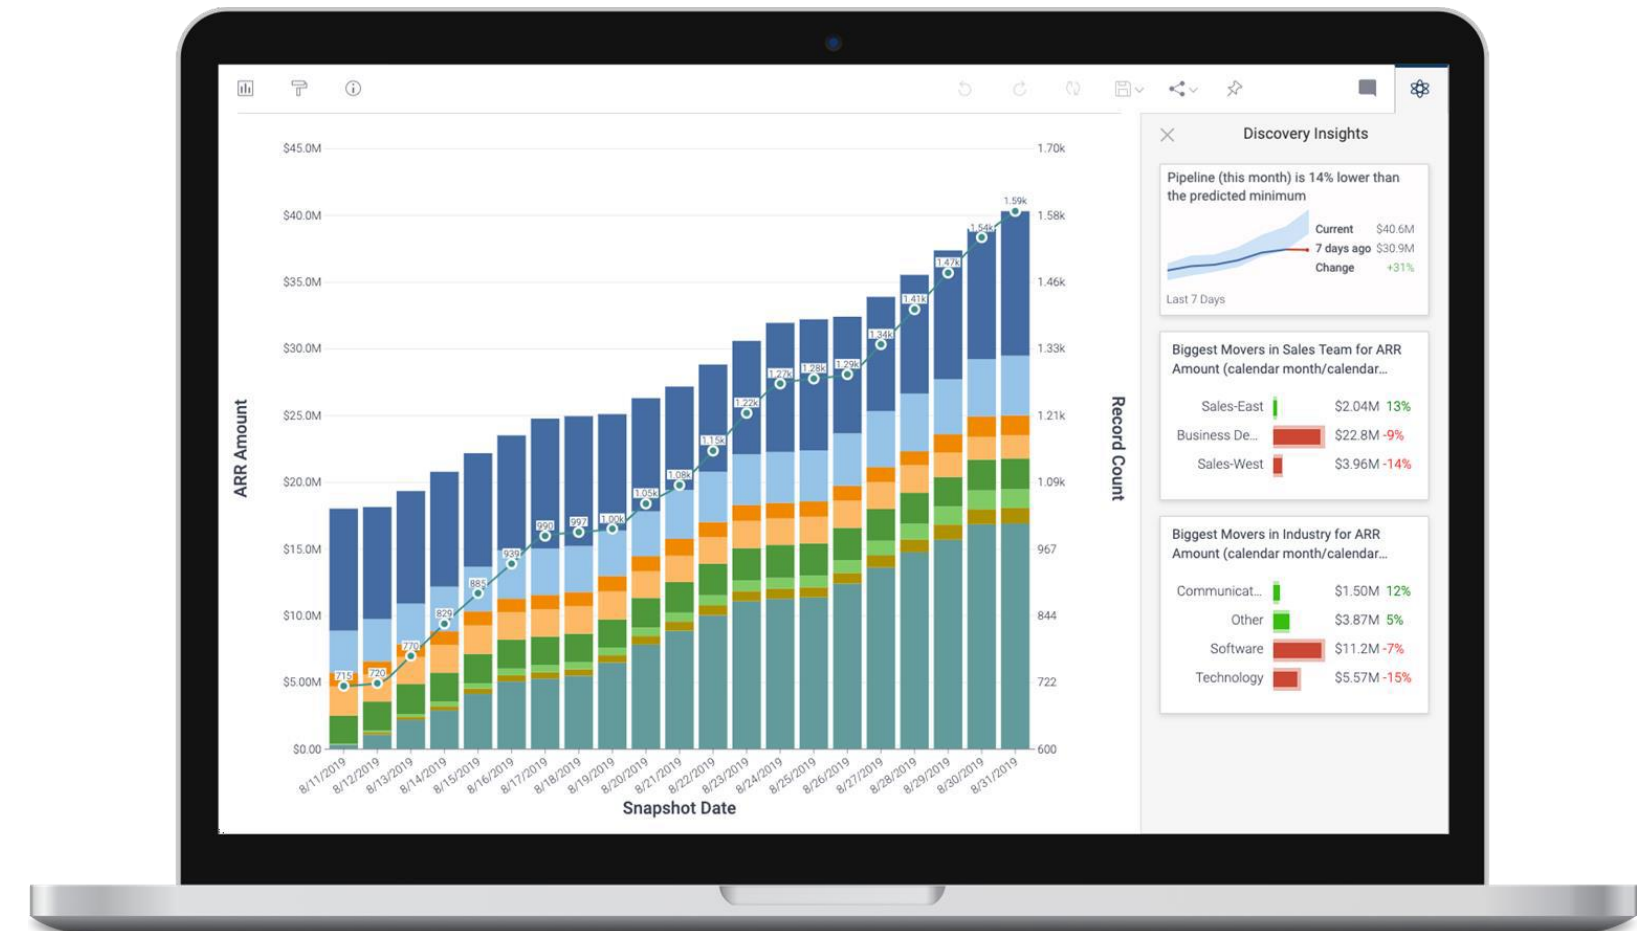 Discovery Insights
$45.0M
$40.0M
$35.0M
$30.0M
$25.0M
$20.0M
$15.0M
$10.0M
$5.00M
$0.00
ARR Amount
715
720
770
829
885
939
990
997
1.00k
1.05k
1.08k
1.15k
1.22k
1.27k
1.28k
1.29k
1.34k
1.41k
1.47k
1.54k
1.59k
1.70k
1.58k
1.46k
1.33k
1.21k
1.09k
967
844
722
600
Record Count
8/11/2019
8/12/2019
8/13/2019
8/14/2019
8/15/2019
8/16/2019
8/17/2019
8/18/2019
8/19/2019
8/20/2019
8/21/2019
8/22/2019
8/23/2019
8/24/2019
8/25/2019
8/26/2019
8/27/2019
8/28/2019
8/29/2019
8/30/2019
8/31/2019
Snapshot Date
Pipeline (this month) is 14% lower than
the predicted minimum
Current $40.6M
7 days ago $30.9M
Change +31%
Last 7 Days
Biggest Movers in Sales Team for ARR
Amount (calendar month/calendar...
Sales-East $2.04M 13%
Business De... $22.8M -9%
Sales-West $3.96M -14%
Biggest Movers in Industry for ARR
Amount (calendar month/calendar...
Communicat... $1.50M 12%
Other $3.87M 5%
Software $11.2M -7%
Technology $5.57M -15%